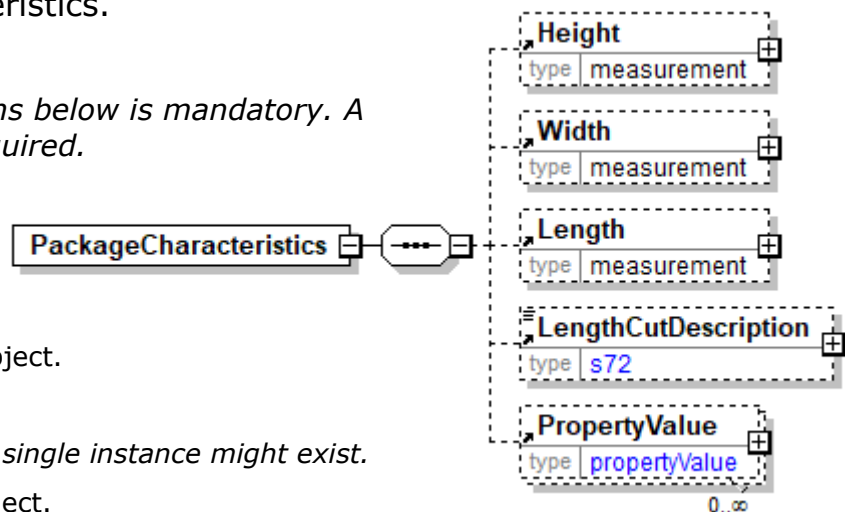 eristics.
ns below is mandatory. A
uired.
ject.
single instance might exist.
ect.
PackageCharacteristics
Height
type measurement
Width
type measurement
Length
type measurement
LengthCutDescription
type s72
PropertyValue
type propertyValue
0..∞